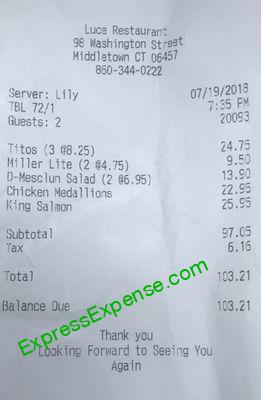 Luce Restaurant
98 Washington Street
Middletown CT 06457
860-344-0222
Server: Lily 07/19/2018
TBL 72/1 7:35 PM
Guests: 2 20093
Titos (3 @8.25) 24.75
Miller Lite (2 @4.75) 9.50
D-Mesclun Salad (2 @6.95) 13.90
Chicken Medallions 22.95
King Salmon 25.95
Subtotal 97.05
Tax 6.16
Total 103.21
Balance Due 103.21
ExpressExpense.com
Thank you
Looking Forward to Seeing You
Again